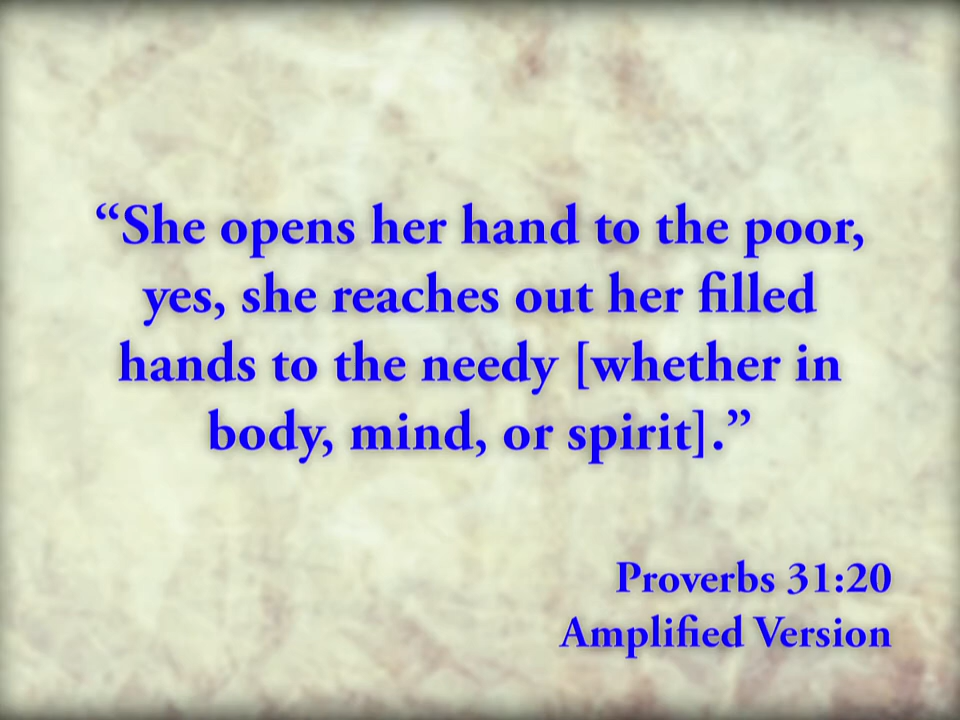 “She opens her hand to the poor,
yes, she reaches out her filled
hands to the needy [whether in
body, mind, or spirit].”
Proverbs 31:20
Amplified Version